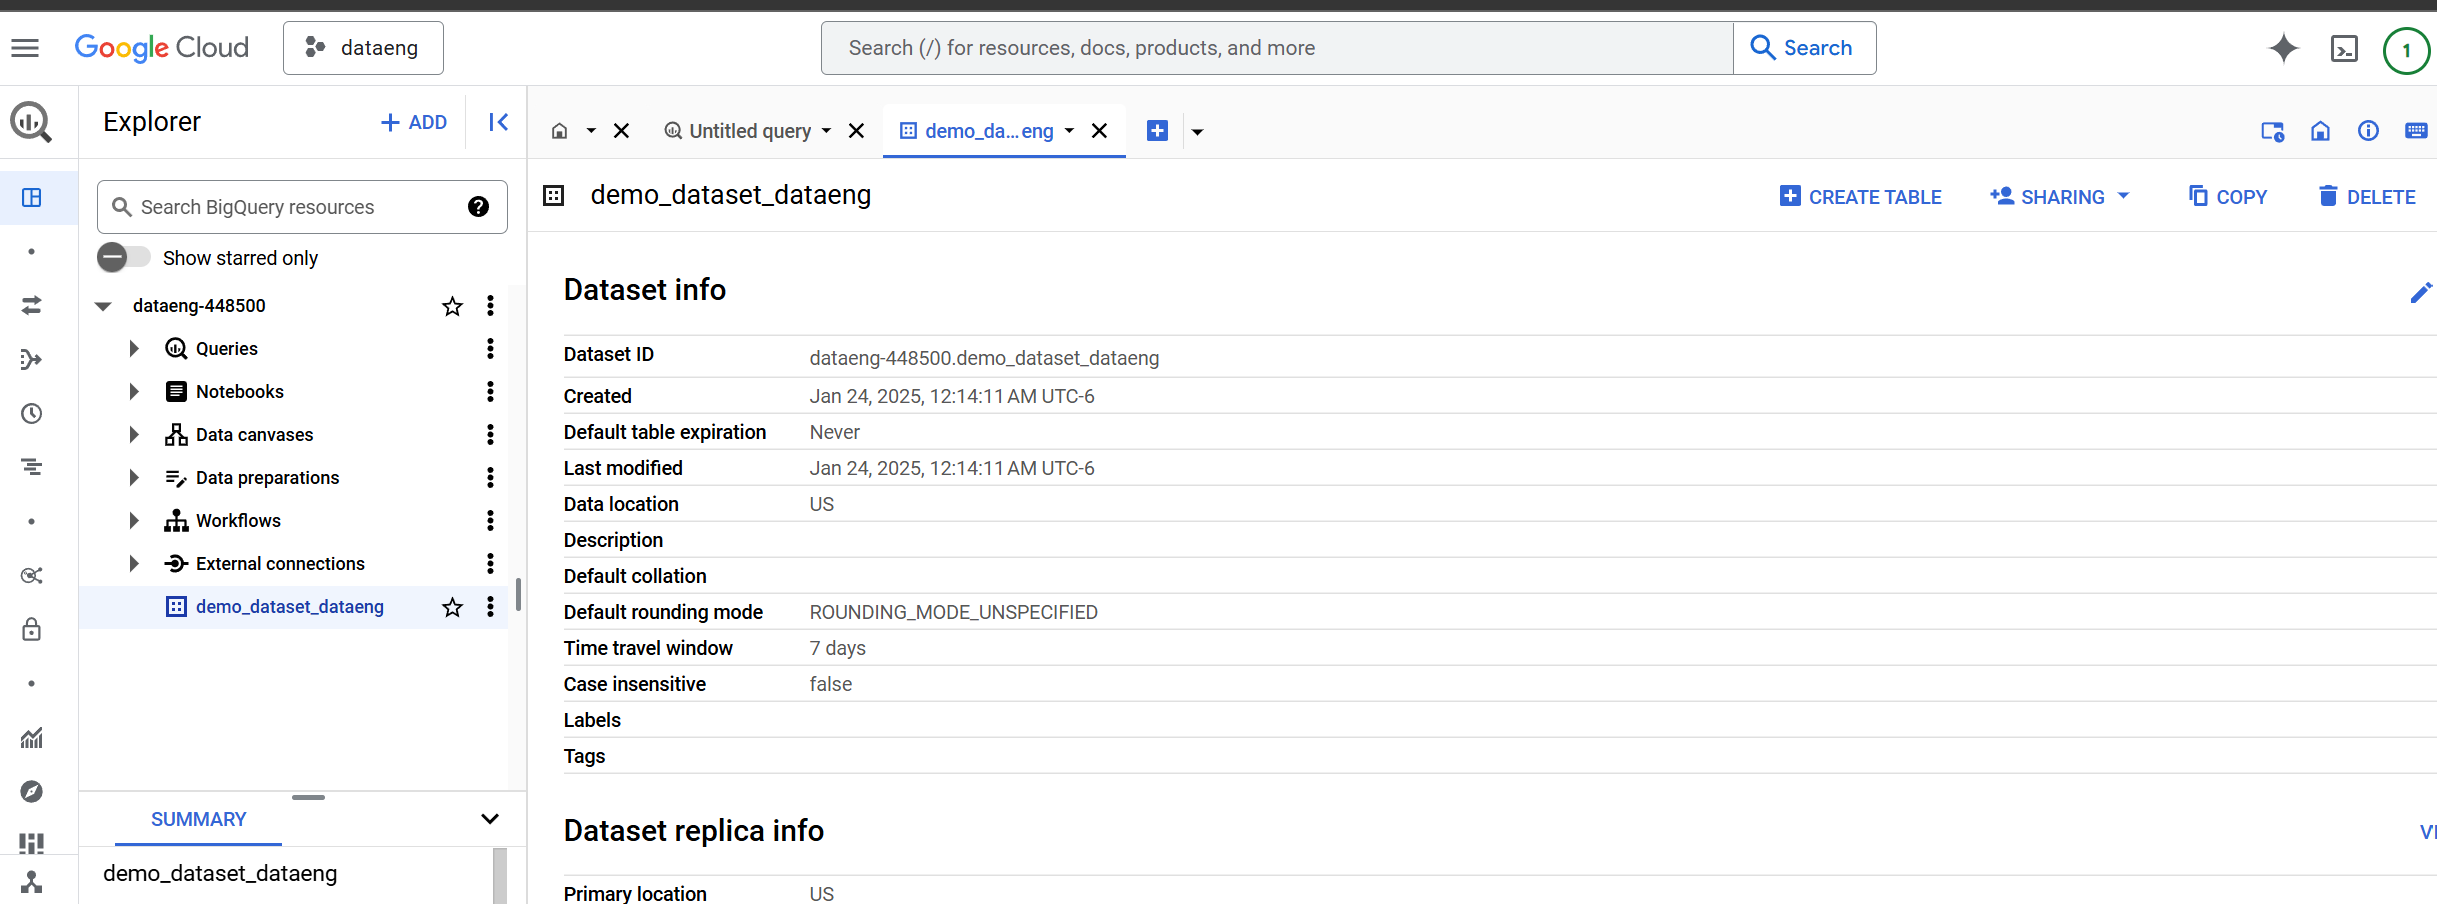 Google Cloud
dataeng
Search (/) for resources, docs, products, and more
Search
1
Explorer
+ ADD
Untitled query
demo_da...eng
Search BigQuery resources
?
Show starred only
dataeng-448500
Queries
Notebooks
Data canvases
Data preparations
Workflows
External connections
demo_dataset_dataeng
SUMMARY
demo_dataset_dataeng
demo_dataset_dataeng
CREATE TABLE
SHARING
COPY
DELETE
Dataset info
Dataset ID dataeng-448500.demo_dataset_dataeng
Created Jan 24, 2025, 12:14:11 AM UTC-6
Default table expiration Never
Last modified Jan 24, 2025, 12:14:11 AM UTC-6
Data location US
Description
Default collation
Default rounding mode ROUNDING_MODE_UNSPECIFIED
Time travel window 7 days
Case insensitive false
Labels
Tags
Dataset replica info
Primary location US